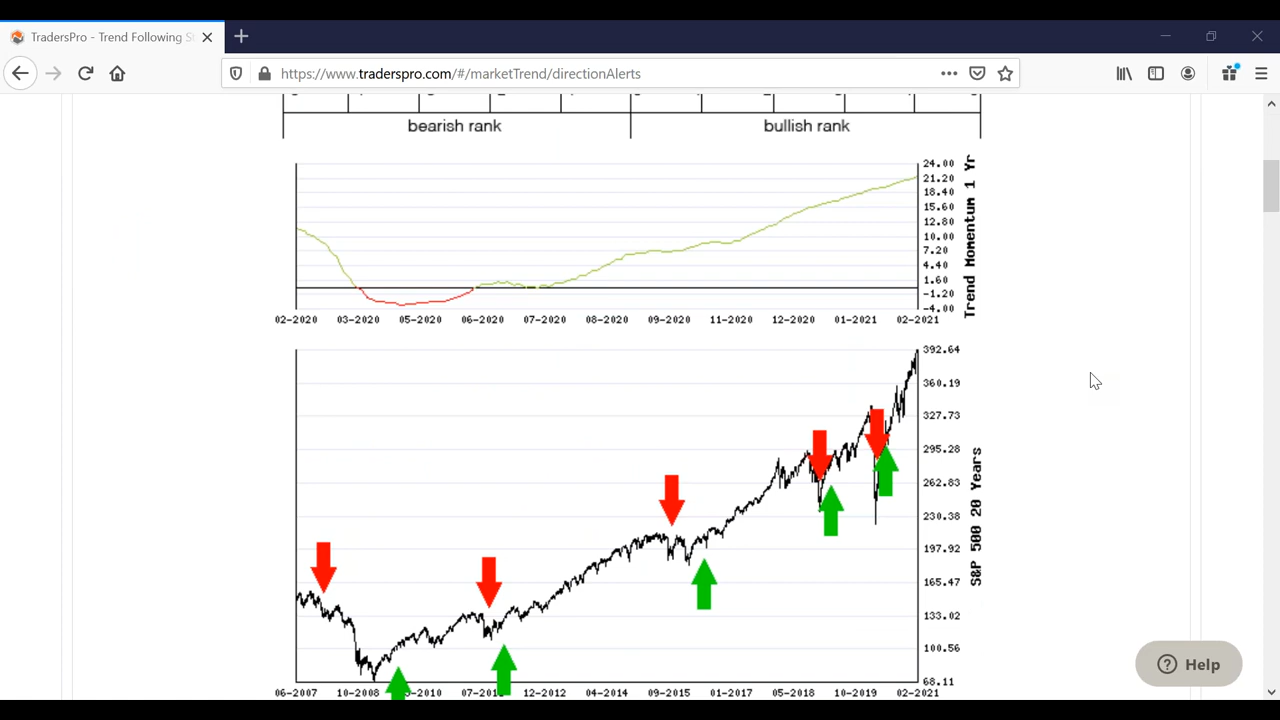 TradersPro - Trend Following S
https://www.traderspro.com/#/marketTrend/directionAlerts
bearish rank
bullish rank
24.00
21.20
18.40
15.60
12.80
10.00
7.20
4.40
1.60
-1.20
-4.00
Trend Momentum 1 Yr
02-2020 03-2020 05-2020 06-2020 07-2020 08-2020 09-2020 11-2020 12-2020 01-2021 02-2021
392.64
360.19
327.73
295.28
262.83
230.38
197.92
165.47
133.02
100.56
68.11
S&P 500 20 Years
06-2007 10-2008 2010 07-2 12-2012 04-2014 09-2015 01-2017 05-2018 10-2019 02-2021
Help